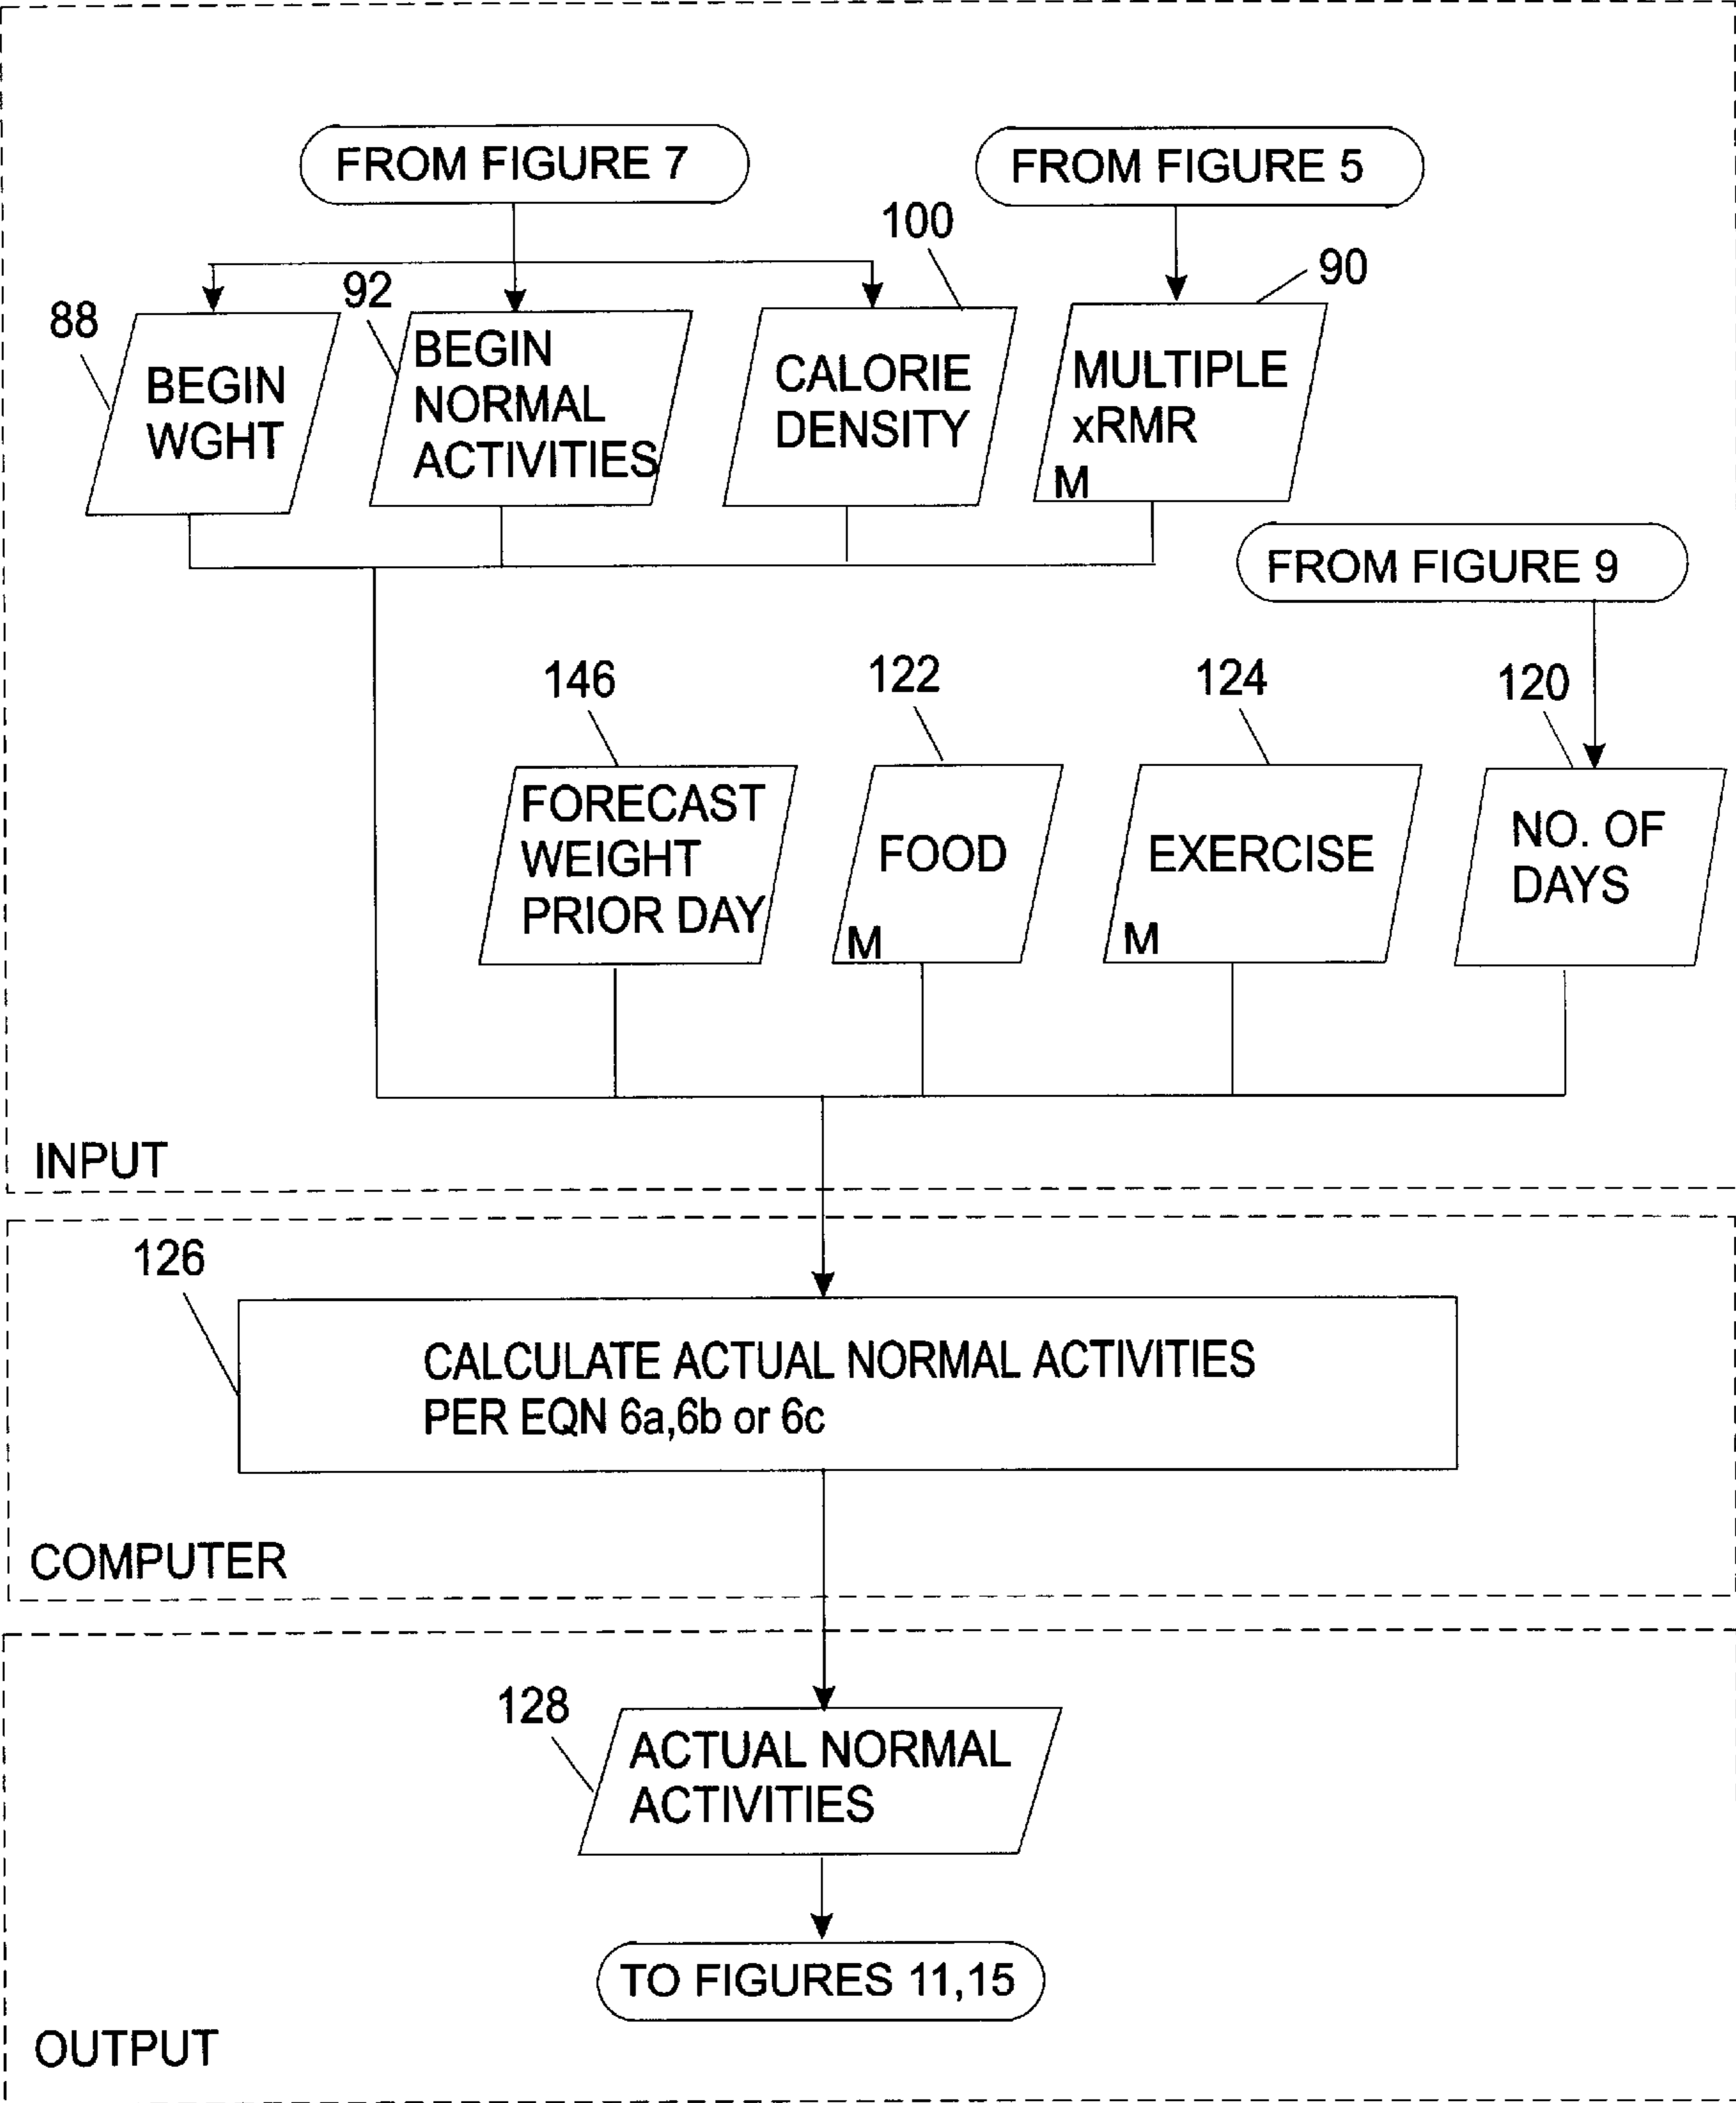 FROM FIGURE 7
FROM FIGURE 5
100
90
92
88
BEGIN
WGHT
BEGIN
NORMAL
ACTIVITIES
CALORIE
DENSITY
MULTIPLE
xRMR
M
FROM FIGURE 9
146
122
124
120
FORECAST
WEIGHT
PRIOR DAY
FOOD
M
EXERCISE
M
NO. OF
DAYS
INPUT
126
CALCULATE ACTUAL NORMAL ACTIVITIES
PER EQN 6a,6b or 6c
COMPUTER
128
ACTUAL NORMAL
ACTIVITIES
TO FIGURES 11,15
OUTPUT